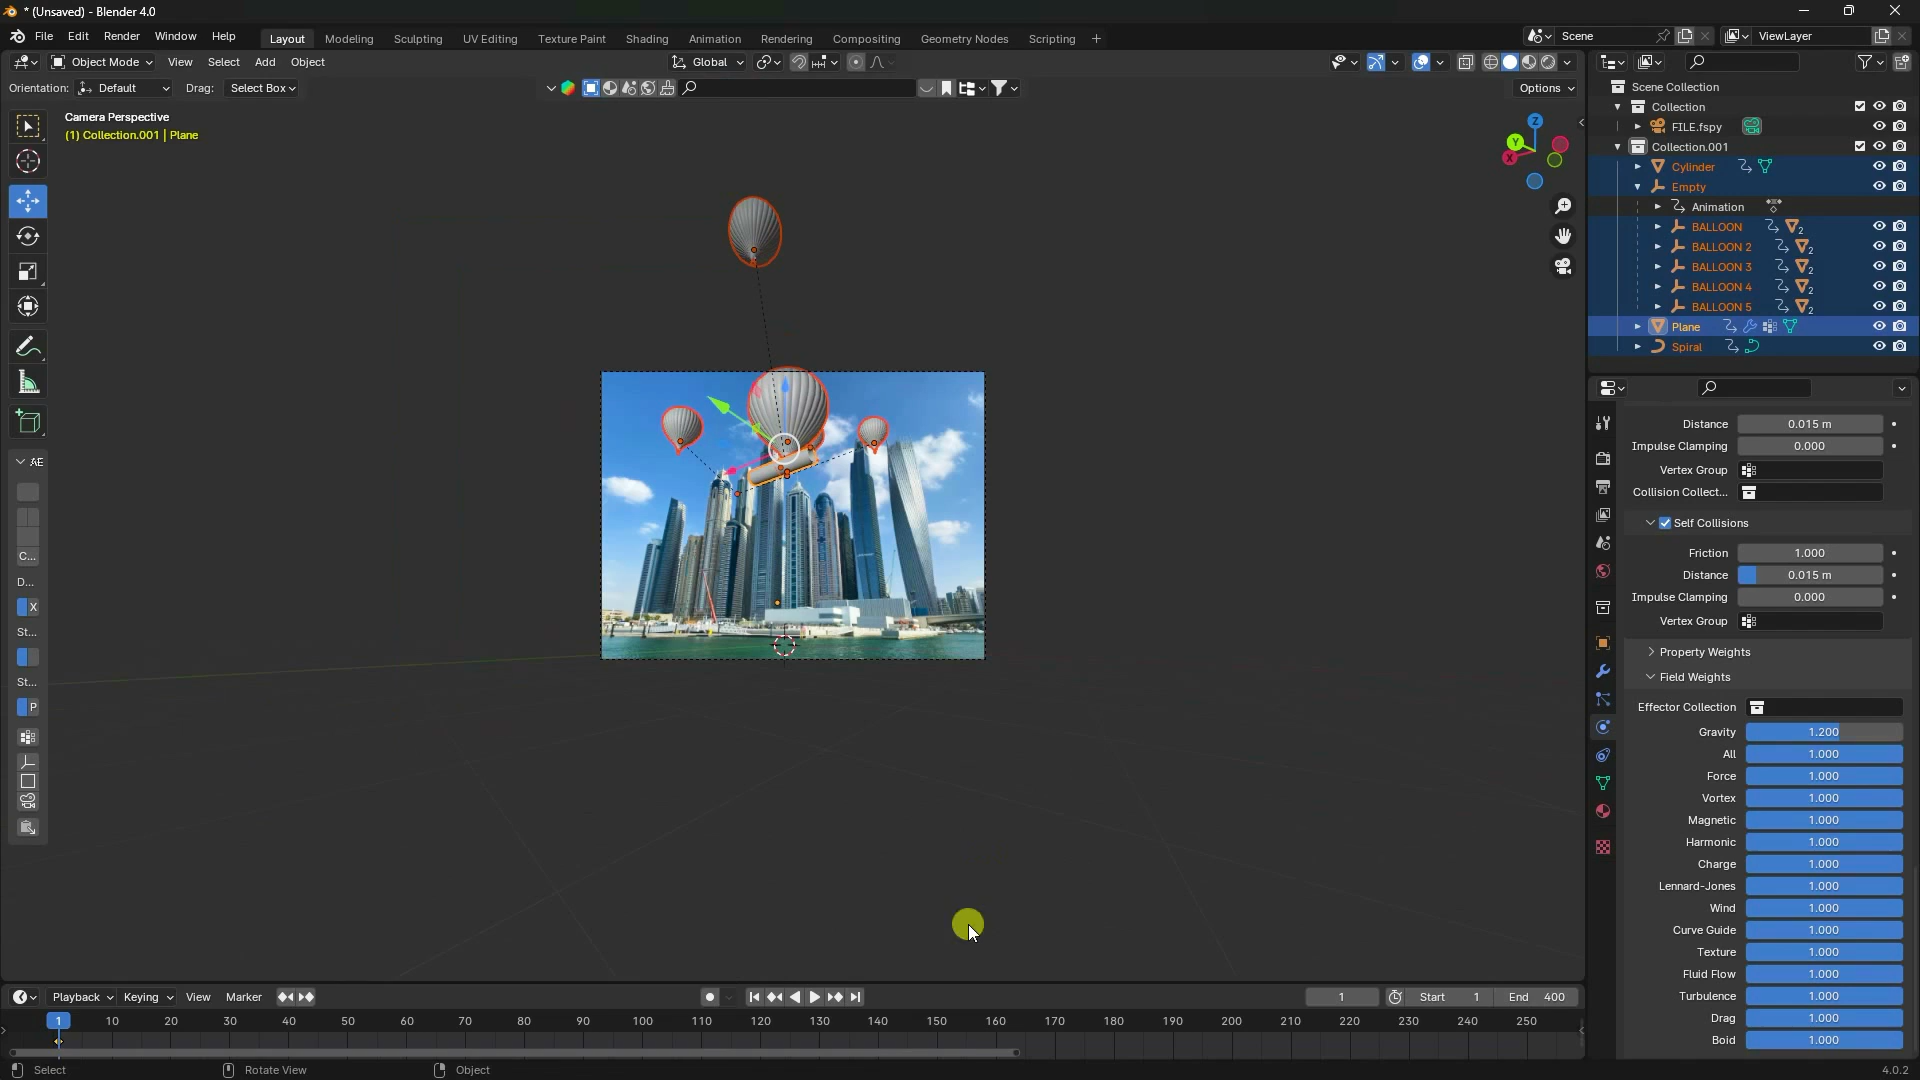 * (Unsaved) - Blender 4.0
File Edit Render Window Help
Layout Modeling Sculpting UV Editing Texture Paint Shading Animation Rendering Compositing Geometry Nodes Scripting +
Scene
ViewLayer
Object Mode View Select Add Object
Global
Orientation: Default Drag: Select Box
Options
Camera Perspective
(1) Collection.001 | Plane
Z
Y
X
AE
C...
D...
X
St...
St...
P
Scene Collection
Collection
FILE.fspy
Collection.001
Cylinder
Empty
Animation
BALLOON 2
BALLOON 2 2
BALLOON 3 2
BALLOON 4 2
BALLOON 5 2
Plane
Spiral
Distance 0.015 m
Impulse Clamping 0.000
Vertex Group
Collision Collect...
Self Collisions
Friction 1.000
Distance 0.015 m
Impulse Clamping 0.000
Vertex Group
Property Weights
Field Weights
Effector Collection
Gravity 1.200
All 1.000
Force 1.000
Vortex 1.000
Magnetic 1.000
Harmonic 1.000
Charge 1.000
Lennard-Jones 1.000
Wind 1.000
Curve Guide 1.000
Texture 1.000
Fluid Flow 1.000
Turbulence 1.000
Drag 1.000
Boid 1.000
Playback Keying View Marker
1 Start 1 End 400
1 10 20 30 40 50 60 70 80 90 100 110 120 130 140 150 160 170 180 190 200 210 220 230 240 250
Select Rotate View Object
4.0.2